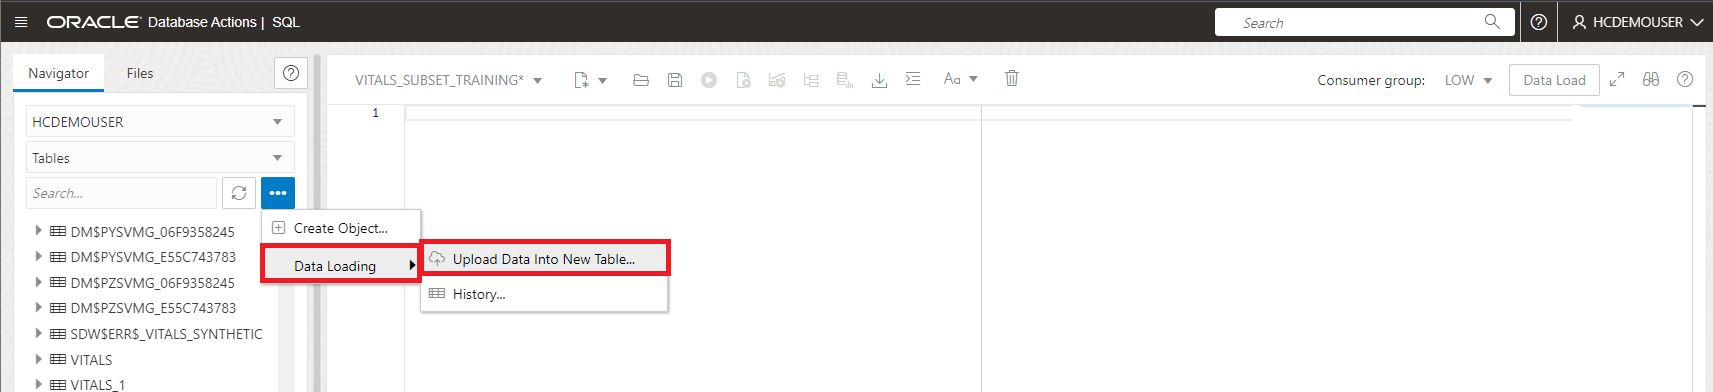 ORACLE Database Actions | SQL
Search
HCDEMOUSER
Navigator
Files
HCDEMOUSER
Tables
Search...
DM$PYSVMG_06F9358245
DM$PYSVMG_E55C743783
DM$PZSVMG_06F9358245
DM$PZSVMG_E55C743783
SDW$ERR$_VITALS_SYNTHETIC
VITALS
VITALS_1
Create Object...
Data Loading
Upload Data Into New Table...
History...
VITALS_SUBSET_TRAINING*
Aa
Consumer group: LOW
Data Load
1